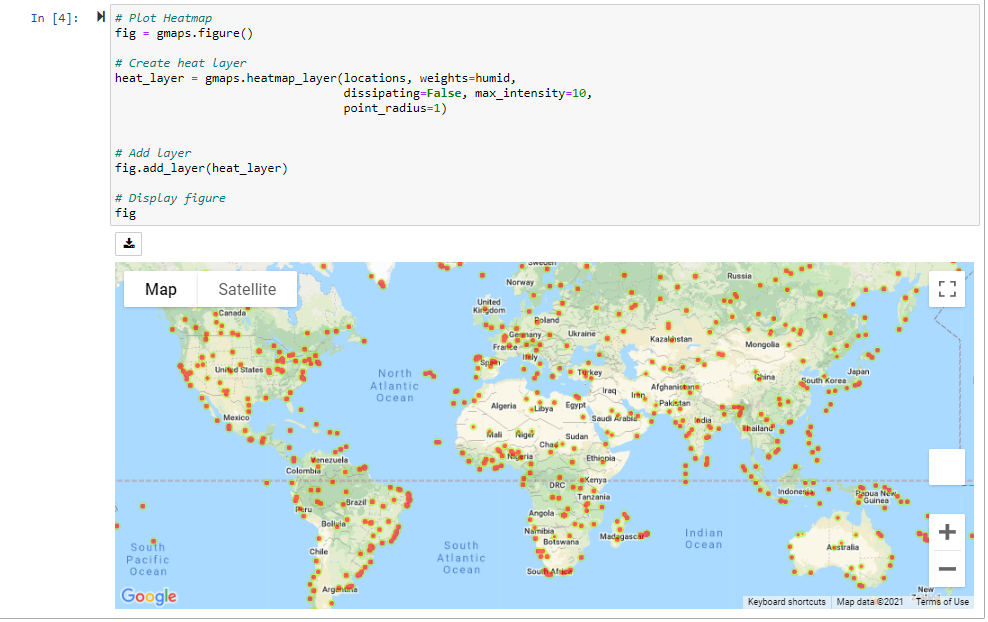 In [4]:
# Plot Heatmap
fig = gmaps.figure()
# Create heat layer
heat_layer = gmaps.heatmap_layer(locations, weights=humid,
dissipating=False, max_intensity=10,
point_radius=1)
# Add layer
fig.add_layer(heat_layer)
# Display figure
fig
Map
Satellite
Sweden
Norway
Russia
United
Kingdom
Canada
Poland
Germany
Ukraine
Kazakhstan
France
Mongolia
Italy
Spain
United States
North
Atlantic
Ocean
Turkey
China
Japan
South Korea
Iraq
Iran
Afghanistan
Pakistan
Algeria
Libya
Egypt
Saudi Arabia
Mexico
India
Thailand
Mali
Niger
Chad
Sudan
Nigeria
Ethiopia
Venezuela
Colombia
DRC
Kenya
Tanzania
Indonesia
Papua New
Guinea
Peru
Brazil
Bolivia
Angola
Namibia
Botswana
Madagascar
Indian
Ocean
South
Pacific
Ocean
Chile
South
Atlantic
Ocean
South Africa
Australia
Argentina
New
Google
Keyboard shortcuts
Map data ©2021
Terms of Use